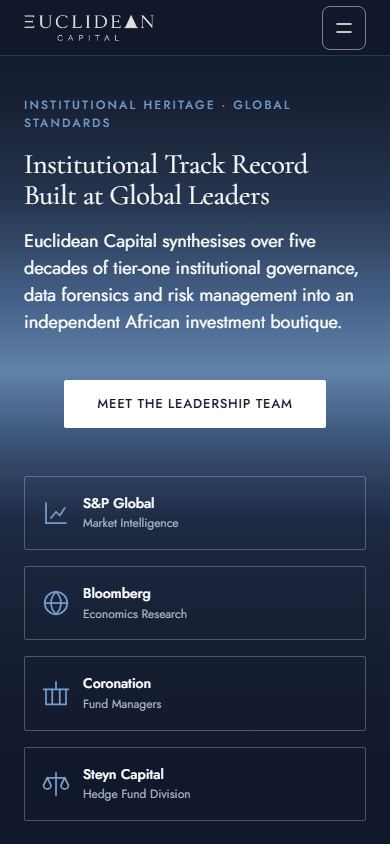 EUCLIDEAN
CAPITAL
INSTITUTIONAL HERITAGE · GLOBAL
STANDARDS
Institutional Track Record
Built at Global Leaders
Euclidean Capital synthesises over five
decades of tier-one institutional governance,
data forensics and risk management into an
independent African investment boutique.
MEET THE LEADERSHIP TEAM
S&P Global
Market Intelligence
Bloomberg
Economics Research
Coronation
Fund Managers
Steyn Capital
Hedge Fund Division